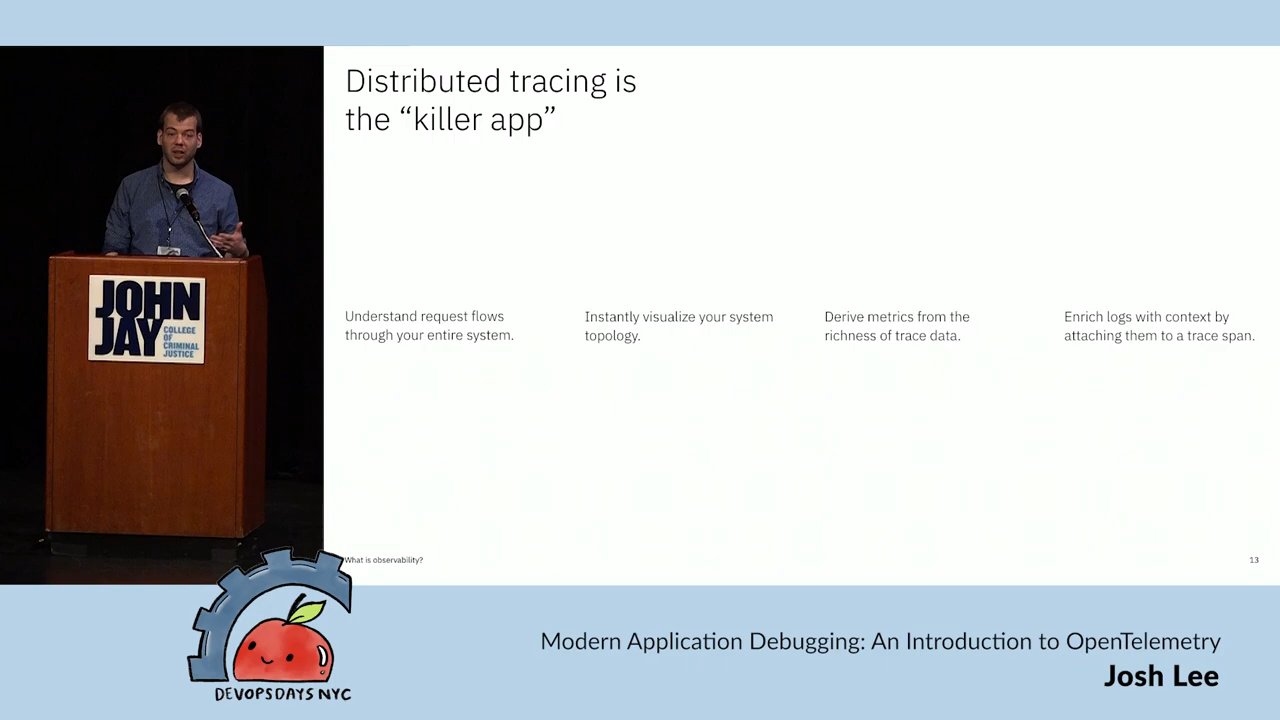 Distributed tracing is
the “killer app”
Understand request flows
through your entire system.
Instantly visualize your system
topology.
Derive metrics from the
richness of trace data.
Enrich logs with context by
attaching them to a trace span.
What is observability?
13
JOHN
JAY
COLLEGE
OF
CRIMINAL
JUSTICE
DEVOPSDAYS NYC
Modern Application Debugging: An Introduction to OpenTelemetry
Josh Lee